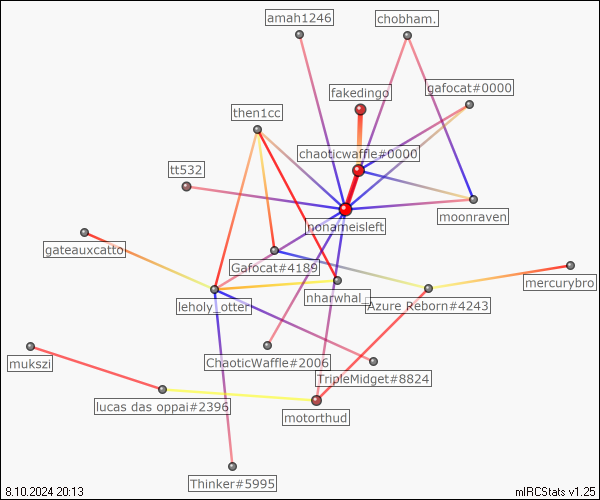 amah1246
chobham.
gafocat#0000
fakedingo
then1cc
chaoticwaffle#0000
tt532
moonraven
nonameisleft
gateauxcatto
Gafocat#4189
mercurybro
nharwhal_
Azure Reborn#4243
leholy_otter
ChaoticWaffle#2006
mukszi
TripleMidget#8824
lucas das oppai#2396
motorthud
Thinker#5995
8.10.2024 20:13
mIRCStats v1.25